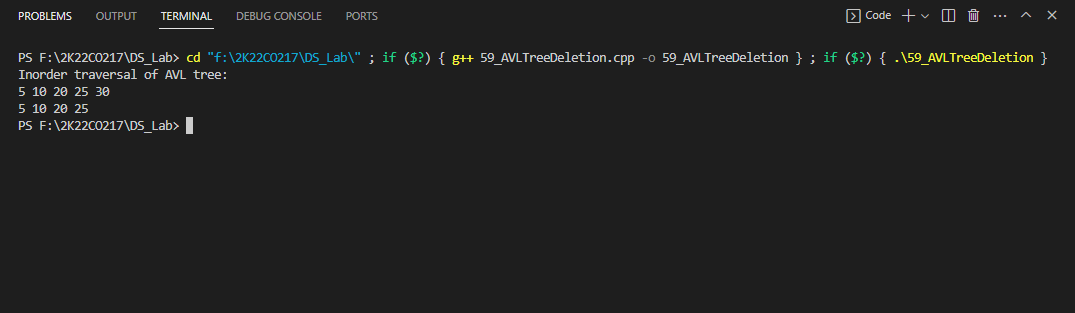 PROBLEMS OUTPUT TERMINAL DEBUG CONSOLE PORTS Code
PS F:\2K22CO217\DS_Lab> cd "f:\2K22CO217\DS_Lab\" ; if ($?) { g++ 59_AVLTreeDeletion.cpp -o 59_AVLTreeDeletion } ; if ($?) { .\59_AVLTreeDeletion }
Inorder traversal of AVL tree:
5 10 20 25 30
5 10 20 25
PS F:\2K22CO217\DS_Lab>